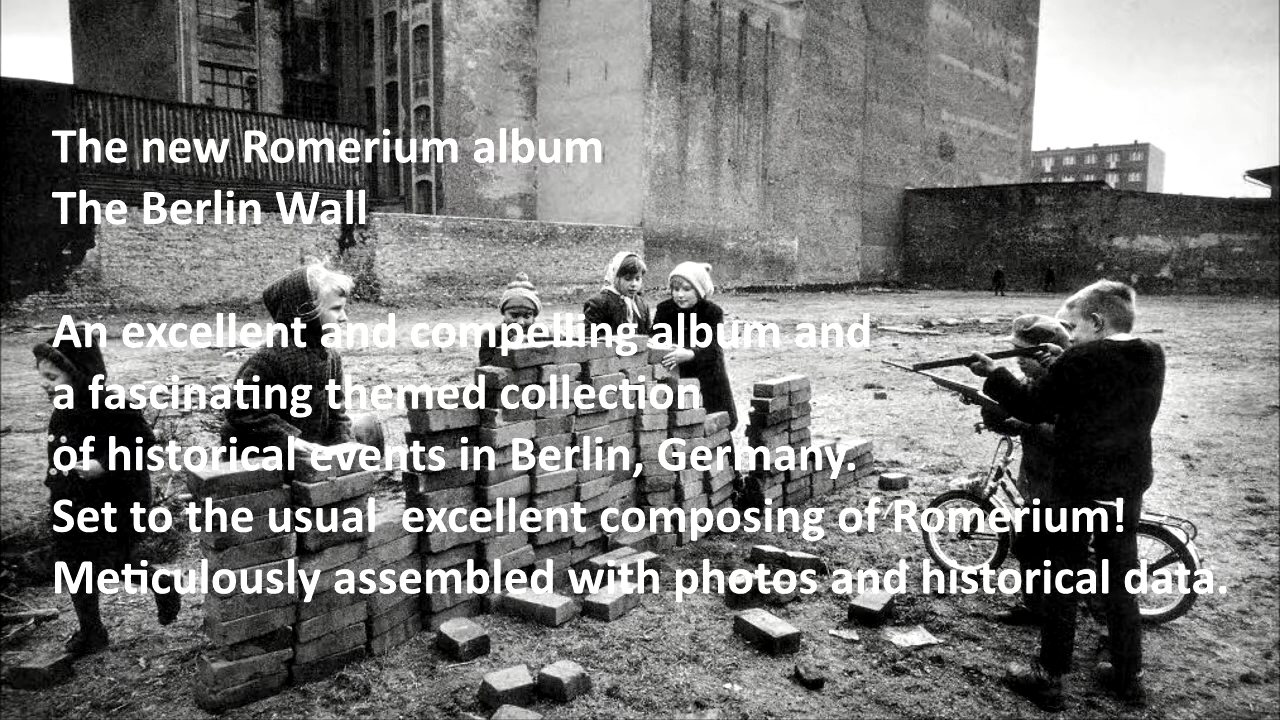 The new Romerium album
The Berlin Wall
An excellent and compelling album and
a fascinating themed collection
of historical events in Berlin, Germany.
Set to the usual  excellent composing of Romerium!
Meticulously assembled with photos and historical data.